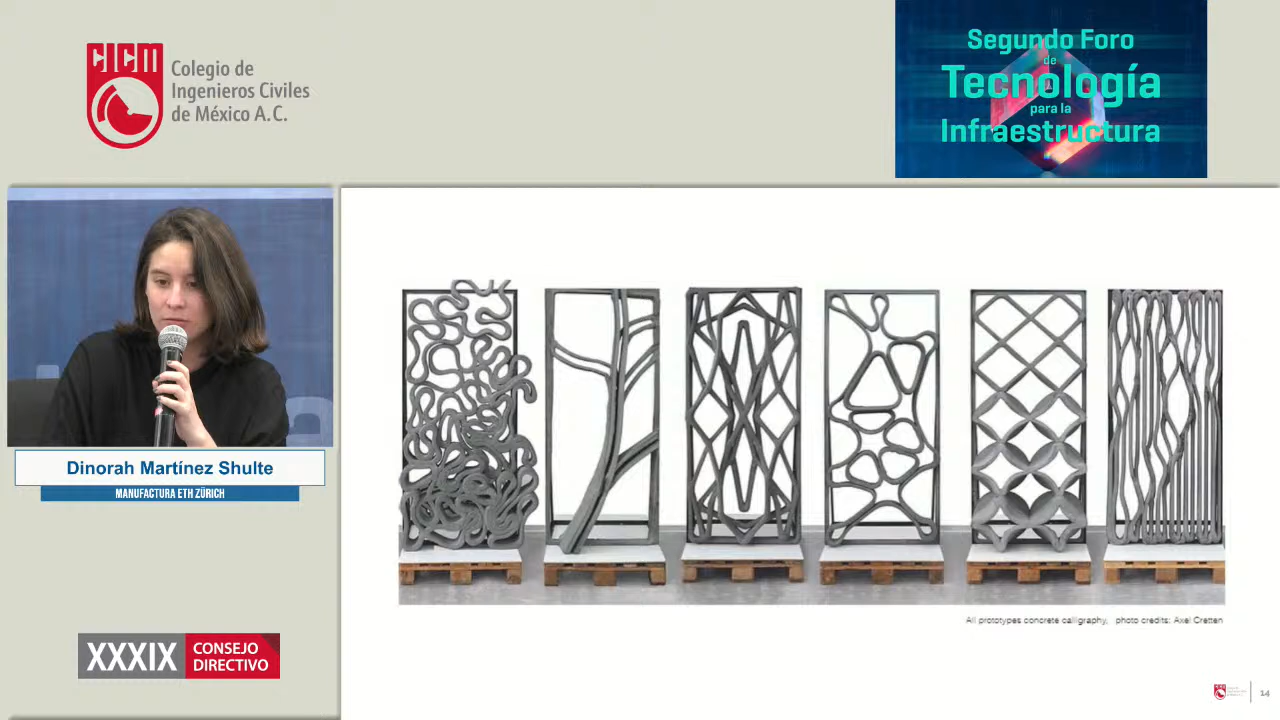 CICM
Colegio de
Ingenieros Civiles
de México A.C.
Segundo Foro
de
Tecnología
para la
Infraestructura
Dinorah Martínez Shulte
MANUFACTURA ETH ZÜRICH
All prototypes concrete calligraphy, photo credits: Axel Cretten
XXXIX
CONSEJO
DIRECTIVO
14